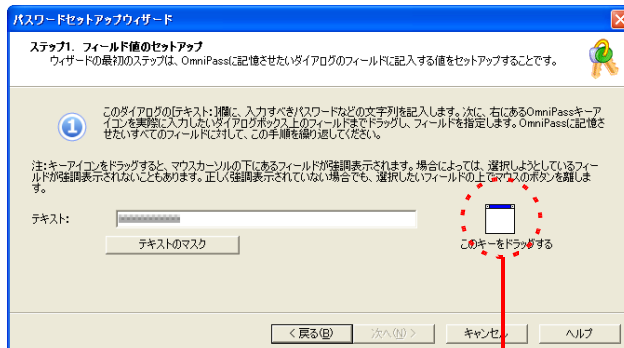 パスワードセットアップウィザード
ステップ1. フィールド値のセットアップ
ウィザードの最初のステップは、OmniPassに記憶させたいダイアログのフィールドに記入する値をセットアップすることです。
このダイアログの[テキスト:]欄に、入力すべきパスワードなどの文字列を記入します。次に、右にあるOmniPassキーア
イコンを実際に入力したいダイアログボックス上のフィールドまでドラッグし、フィールドを指定します。OmniPassに記憶さ
せたいすべてのフィールドに対して、この手順を繰り返してください。
注:キーアイコンをドラッグすると、マウスカーソルの下にあるフィールドが強調表示されます。場合によっては、選択しようとしているフィー
ルドが強調表示されないこともあります。正しく強調表示されていない場合でも、選択したいフィールドの上でマウスのボタンを離しま
す。
テキスト:
テキストのマスク
このキーをドラッグする
< 戻る(B)
次へ(N) >
キャンセル
ヘルプ